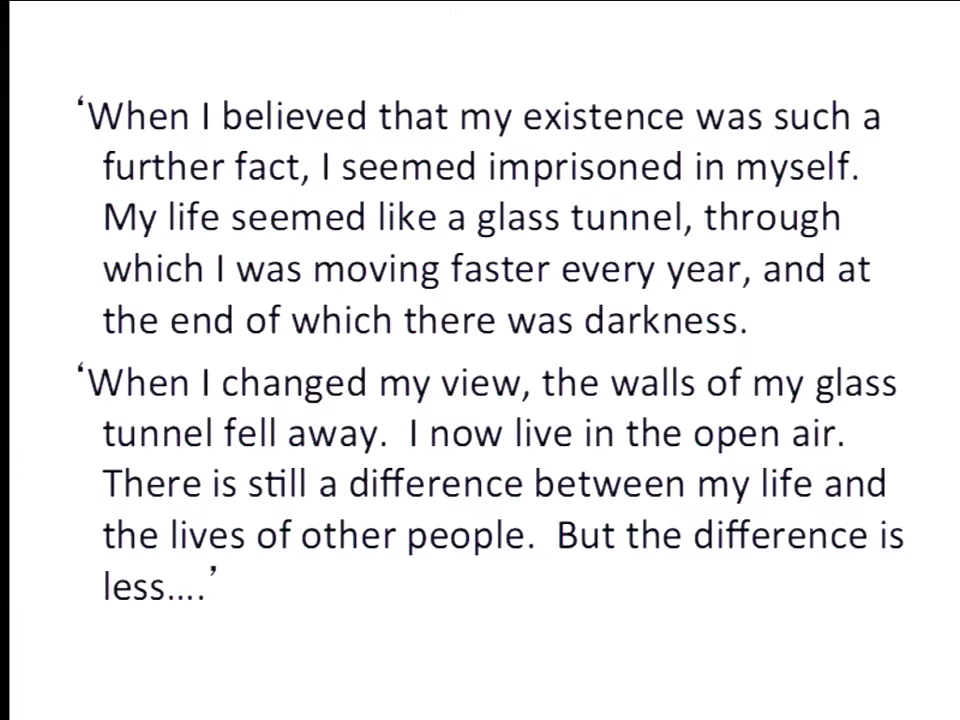 ‘When I believed that my existence was such a
further fact, I seemed imprisoned in myself.
My life seemed like a glass tunnel, through
which I was moving faster every year, and at
the end of which there was darkness.
‘When I changed my view, the walls of my glass
tunnel fell away.  I now live in the open air.
There is still a difference between my life and
the lives of other people.  But the difference is
less….’